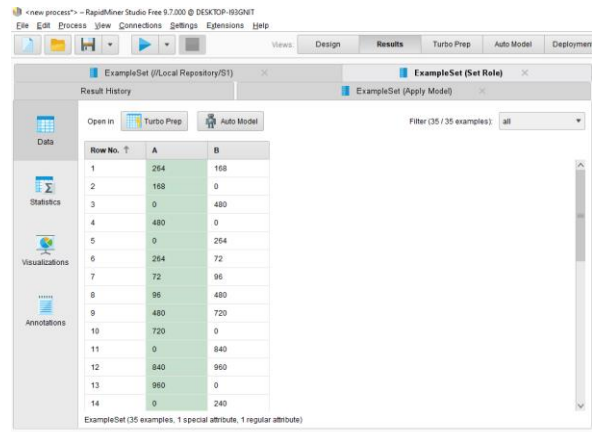 <new process*> – RapidMiner Studio Free 9.7.000 @ DESKTOP-I93GNIT
File Edit Process View Connections Settings Extensions Help
Views: Design Results Turbo Prep Auto Model Deployment
ExampleSet (//Local Repository/S1) ExampleSet (Set Role)
Result History ExampleSet (Apply Model)
Data
Statistics
Visualizations
Annotations
Open in Turbo Prep Auto Model Filter (35 / 35 examples): all
Row No. ↑ A B
1 264 168
2 168 0
3 0 480
4 480 0
5 0 264
6 264 72
7 72 96
8 96 480
9 480 720
10 720 0
11 0 840
12 840 960
13 960 0
14 0 240
ExampleSet (35 examples, 1 special attribute, 1 regular attribute)